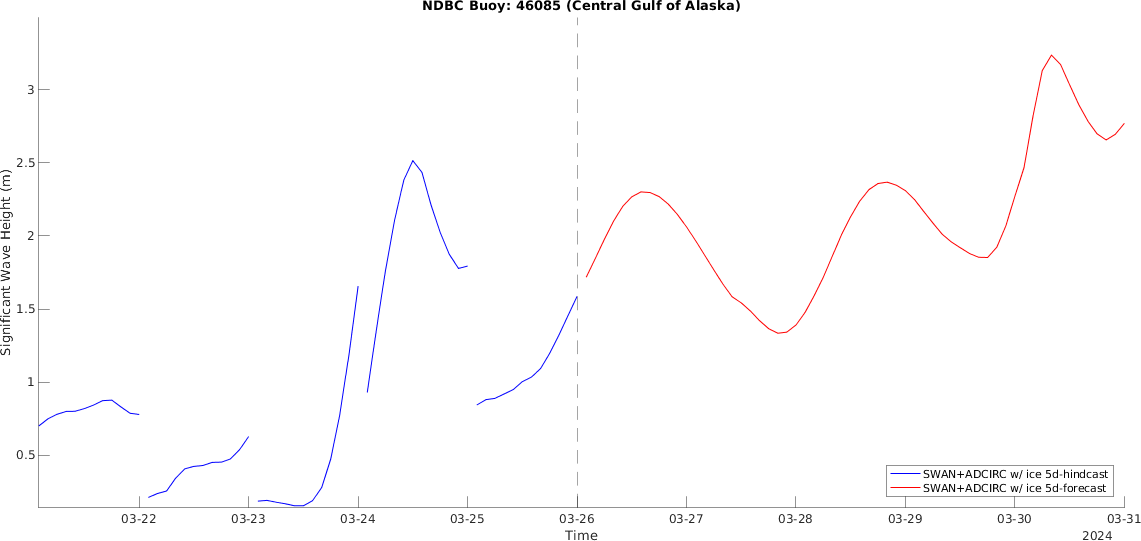 NDBC Buoy: 46085 (Central Gulf of Alaska)
Significant Wave Height (m)
3
2.5
2
1.5
1
0.5
SWAN+ADCIRC w/ ice 5d-hindcast
SWAN+ADCIRC w/ ice 5d-forecast
03-22 03-23 03-24 03-25 03-26 03-27 03-28 03-29 03-30 03-31
Time
2024